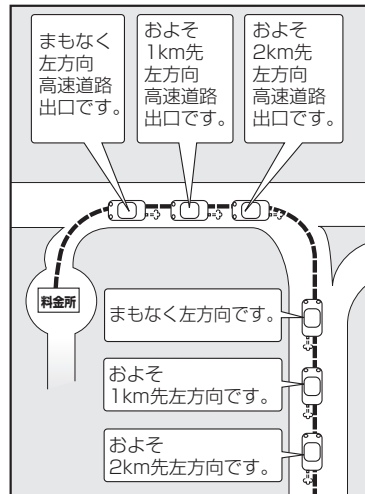 まもなく
左方向
高速道路
出口です。
およそ
1km先
左方向
高速道路
出口です。
およそ
2km先
左方向
高速道路
出口です。
料金所
まもなく左方向です。
およそ
1km先左方向です。
およそ
2km先左方向です。